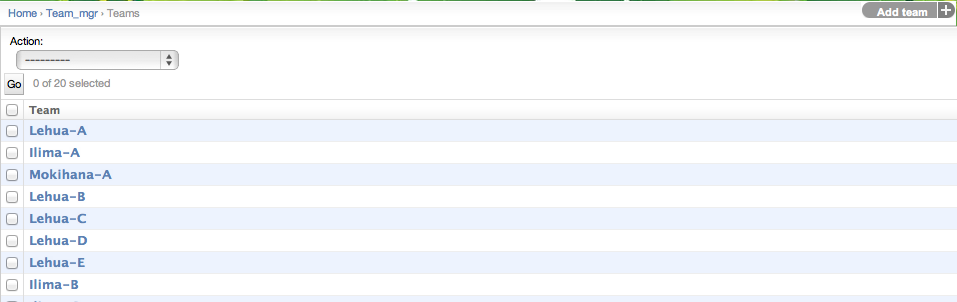 Home › Team_mgr › Teams
Add team +
Action:
---------
Go 0 of 20 selected
Team
Lehua-A
Ilima-A
Mokihana-A
Lehua-B
Lehua-C
Lehua-D
Lehua-E
Ilima-B